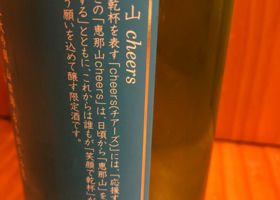 山 cheers
乾杯を表す「cheers(チアーズ)」には、「応援す
この「恵那山cheers」は、日頃から「恵那山」を
する」とともに、これからは誰もが「笑顔で乾杯」が
う願いを込めて醸す限定酒です。